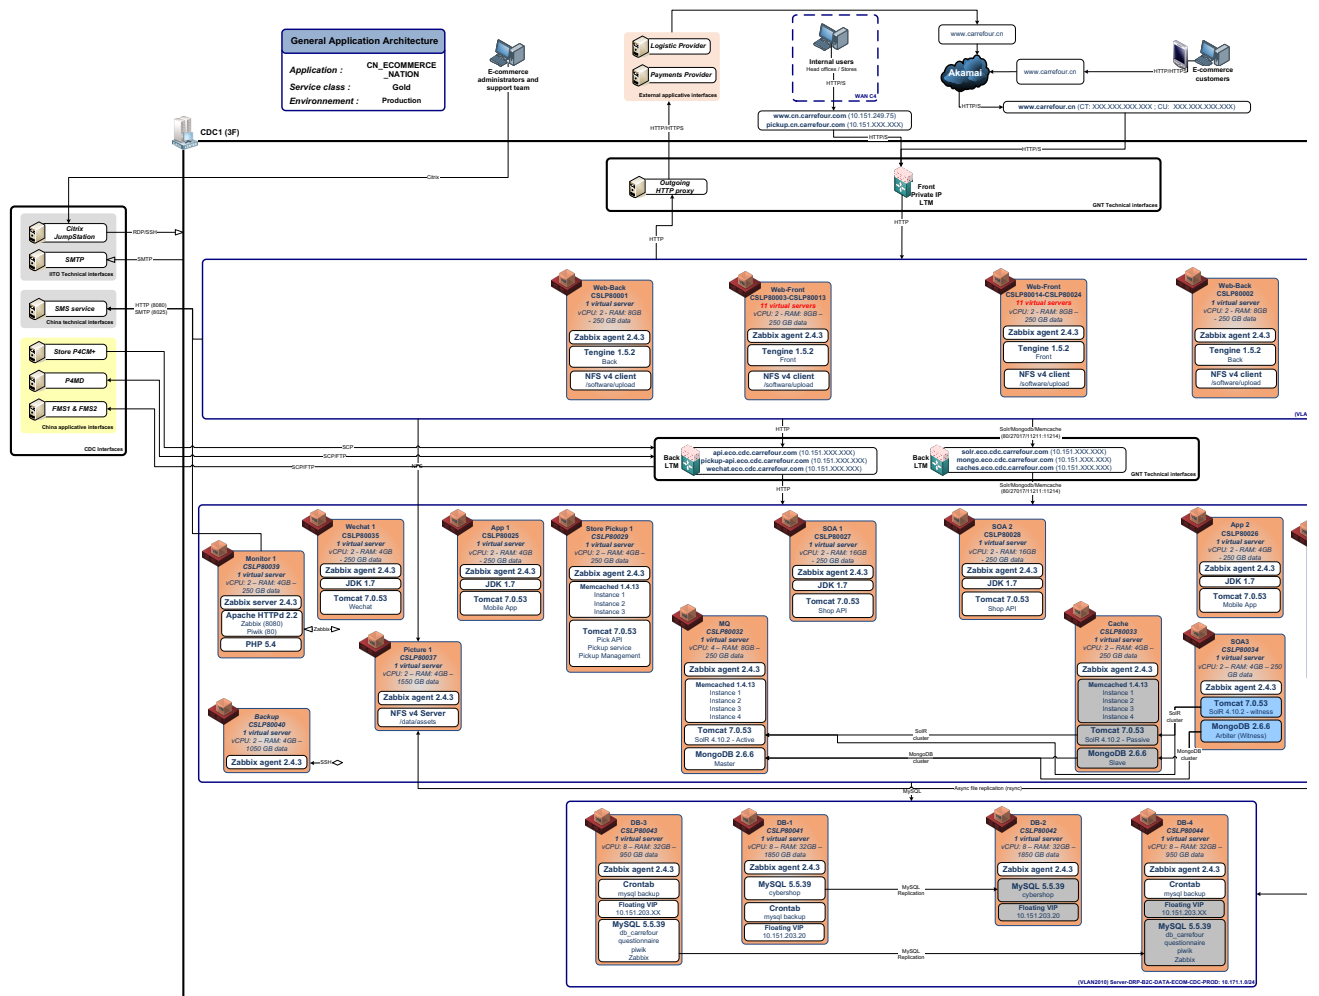 General Application Architecture
Application :
CN_ECOMMERCE
_NATION
Service class :
Gold
Environnement :
Production
E-commerce
administrators and
support team
Logistic Provider
Payments Provider
External applicative interfaces
Internal users
Head offices / Stores
HTTP/S
WAN C4
www.carrefour.cn
Akamai
www.carrefour.cn
HTTP/HTTPS
E-commerce
customers
HTTP/S
www.carrefour.cn (CT: XXX.XXX.XXX.XXX ; CU: XXX.XXX.XXX.XXX)
www.cn.carrefour.com (10.151.249.75)
pickup.cn.carrefour.com (10.151.XXX.XXX)
HTTP/HTTPS
HTTP/S
HTTP/S
CDC1 (3F)
Citrix
Outgoing
HTTP proxy
Front
Private IP
LTM
GNT Technical interfaces
HTTP
HTTP
Citrix
JumpStation
RDP/SSH
SMTP
SMTP
IITO Technical interfaces
SMS service
HTTP (8080)
SMTP (8025)
China technical interfaces
Store P4CM+
P4MD
FMS1 & FMS2
China applicative interfaces
CDC Interfaces
Web-Back
CSLP80001
1 virtual server
vCPU: 2 - RAM: 8GB
- 250 GB data
Zabbix agent 2.4.3
Tengine 1.5.2
Back
NFS v4 client
/software/upload
Web-Front
CSLP80003-CSLP80013
11 virtual servers
vCPU: 2 - RAM: 8GB –
250 GB data
Zabbix agent 2.4.3
Tengine 1.5.2
Front
NFS v4 client
/software/upload
Web-Front
CSLP80014-CSLP80024
11 virtual servers
vCPU: 2 - RAM: 8GB –
250 GB data
Zabbix agent 2.4.3
Tengine 1.5.2
Front
NFS v4 client
/software/upload
Web-Back
CSLP80002
1 virtual server
vCPU: 2 - RAM: 8GB
- 250 GB data
Zabbix agent 2.4.3
Tengine 1.5.2
Back
NFS v4 client
/software/upload
(VLA
SCP
SCP/FTP
SCP/FTP
NFS
HTTP
Solr/Mongodb/Memcache
(80/27017/11211:11214)
Back
LTM
api.eco.cdc.carrefour.com (10.151.XXX.XXX)
pickup-api.eco.cdc.carrefour.com (10.151.XXX.XXX)
wechat.eco.cdc.carrefour.com (10.151.XXX.XXX)
Back
LTM
solr.eco.cdc.carrefour.com (10.151.XXX.XXX)
mongo.eco.cdc.carrefour.com (10.151.XXX.XXX)
caches.eco.cdc.carrefour.com (10.151.XXX.XXX)
GNT Technical interfaces
HTTP
Solr/Mongodb/Memcache
(80/27017/11211:11214)
Monitor 1
CSLP80039
1 virtual server
vCPU: 2 – RAM: 4GB –
250 GB data
Zabbix server 2.4.3
Apache HTTPd 2.2
Zabbix (8080)
Piwik (80)
PHP 5.4
Zabbix
Wechat 1
CSLP80035
1 virtual server
vCPU: 2 - RAM: 4GB
- 250 GB data
Zabbix agent 2.4.3
JDK 1.7
Tomcat 7.0.53
Wechat
App 1
CSLP80025
1 virtual server
vCPU: 2 - RAM: 4GB
- 250 GB data
Zabbix agent 2.4.3
JDK 1.7
Tomcat 7.0.53
Mobile App
Store Pickup 1
CSLP80029
1 virtual server
vCPU: 2 – RAM: 4GB –
250 GB data
Zabbix agent 2.4.3
Memcached 1.4.13
Instance 1
Instance 2
Instance 3
Tomcat 7.0.53
Pick API
Pickup service
Pickup Management
SOA 1
CSLP80027
1 virtual server
vCPU: 2 - RAM: 16GB
- 250 GB data
Zabbix agent 2.4.3
JDK 1.7
Tomcat 7.0.53
Shop API
SOA 2
CSLP80028
1 virtual server
vCPU: 2 - RAM: 16GB
- 250 GB data
Zabbix agent 2.4.3
JDK 1.7
Tomcat 7.0.53
Shop API
App 2
CSLP80026
1 virtual server
vCPU: 2 - RAM: 4GB
- 250 GB data
Zabbix agent 2.4.3
JDK 1.7
Tomcat 7.0.53
Mobile App
Picture 1
CSLP80037
1 virtual server
vCPU: 2 – RAM: 4GB –
1550 GB data
Zabbix agent 2.4.3
NFS v4 Server
/data/assets
MQ
CSLP80032
1 virtual server
vCPU: 4 – RAM: 8GB –
250 GB data
Zabbix agent 2.4.3
Memcached 1.4.13
Instance 1
Instance 2
Instance 3
Instance 4
Tomcat 7.0.53
SolR 4.10.2 - Active
MongoDB 2.6.6
Master
Cache
CSLP80033
1 virtual server
vCPU: 2 – RAM: 4GB –
250 GB data
Zabbix agent 2.4.3
Memcached 1.4.13
Instance 1
Instance 2
Instance 3
Instance 4
Tomcat 7.0.53
SolR 4.10.2 - Passive
MongoDB 2.6.6
Slave
SOA3
CSLP80034
1 virtual server
vCPU: 2 – RAM: 4GB – 250
GB data
Zabbix agent 2.4.3
Tomcat 7.0.53
SolR 4.10.2 - witness
MongoDB 2.6.6
Arbiter (Witness)
SolR
cluster
MongoDB
cluster
SolR
cluster
MongoDB
cluster
Backup
CSLP80040
1 virtual server
vCPU: 2 – RAM: 4GB –
1050 GB data
Zabbix agent 2.4.3
SSH
Async file replication (rsync)
MySQL
DB-3
CSLP80043
1 virtual server
vCPU: 8 – RAM: 32GB –
950 GB data
Zabbix agent 2.4.3
Crontab
mysql backup
Floating VIP
10.151.203.XX
MySQL 5.5.39
db_carrefour
questionnaire
piwik
Zabbix
DB-1
CSLP80041
1 virtual server
vCPU: 8 – RAM: 32GB –
1850 GB data
Zabbix agent 2.4.3
MySQL 5.5.39
cybershop
Crontab
mysql backup
Floating VIP
10.151.203.20
MySQL
Replication
MySQL
Replication
DB-2
CSLP80042
1 virtual server
vCPU: 8 – RAM: 32GB –
1850 GB data
Zabbix agent 2.4.3
MySQL 5.5.39
cybershop
Floating VIP
10.151.203.20
DB-4
CSLP80044
1 virtual server
vCPU: 8 – RAM: 32GB –
950 GB data
Zabbix agent 2.4.3
Crontab
mysql backup
Floating VIP
10.151.203.XX
MySQL 5.5.39
db_carrefour
questionnaire
piwik
Zabbix
(VLAN2010) Server-DRP-B2C-DATA-ECOM-CDC-PROD: 10.171.1.0/24